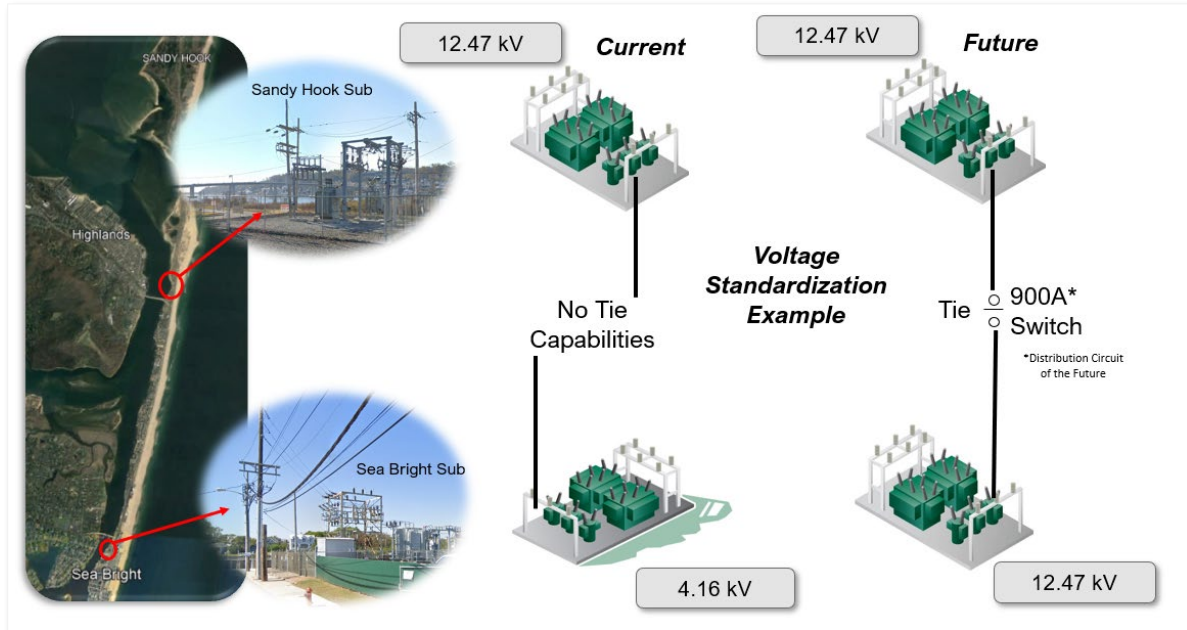 12.47 kV
Current
12.47 kV
Future
SANDY HOOK
Sandy Hook Sub
Highlands
Voltage
Standardization
Example
No Tie
Capabilities
Tie
900A*
Switch
*Distribution Circuit
of the Future
Sea Bright Sub
Sea Bright
4.16 kV
12.47 kV